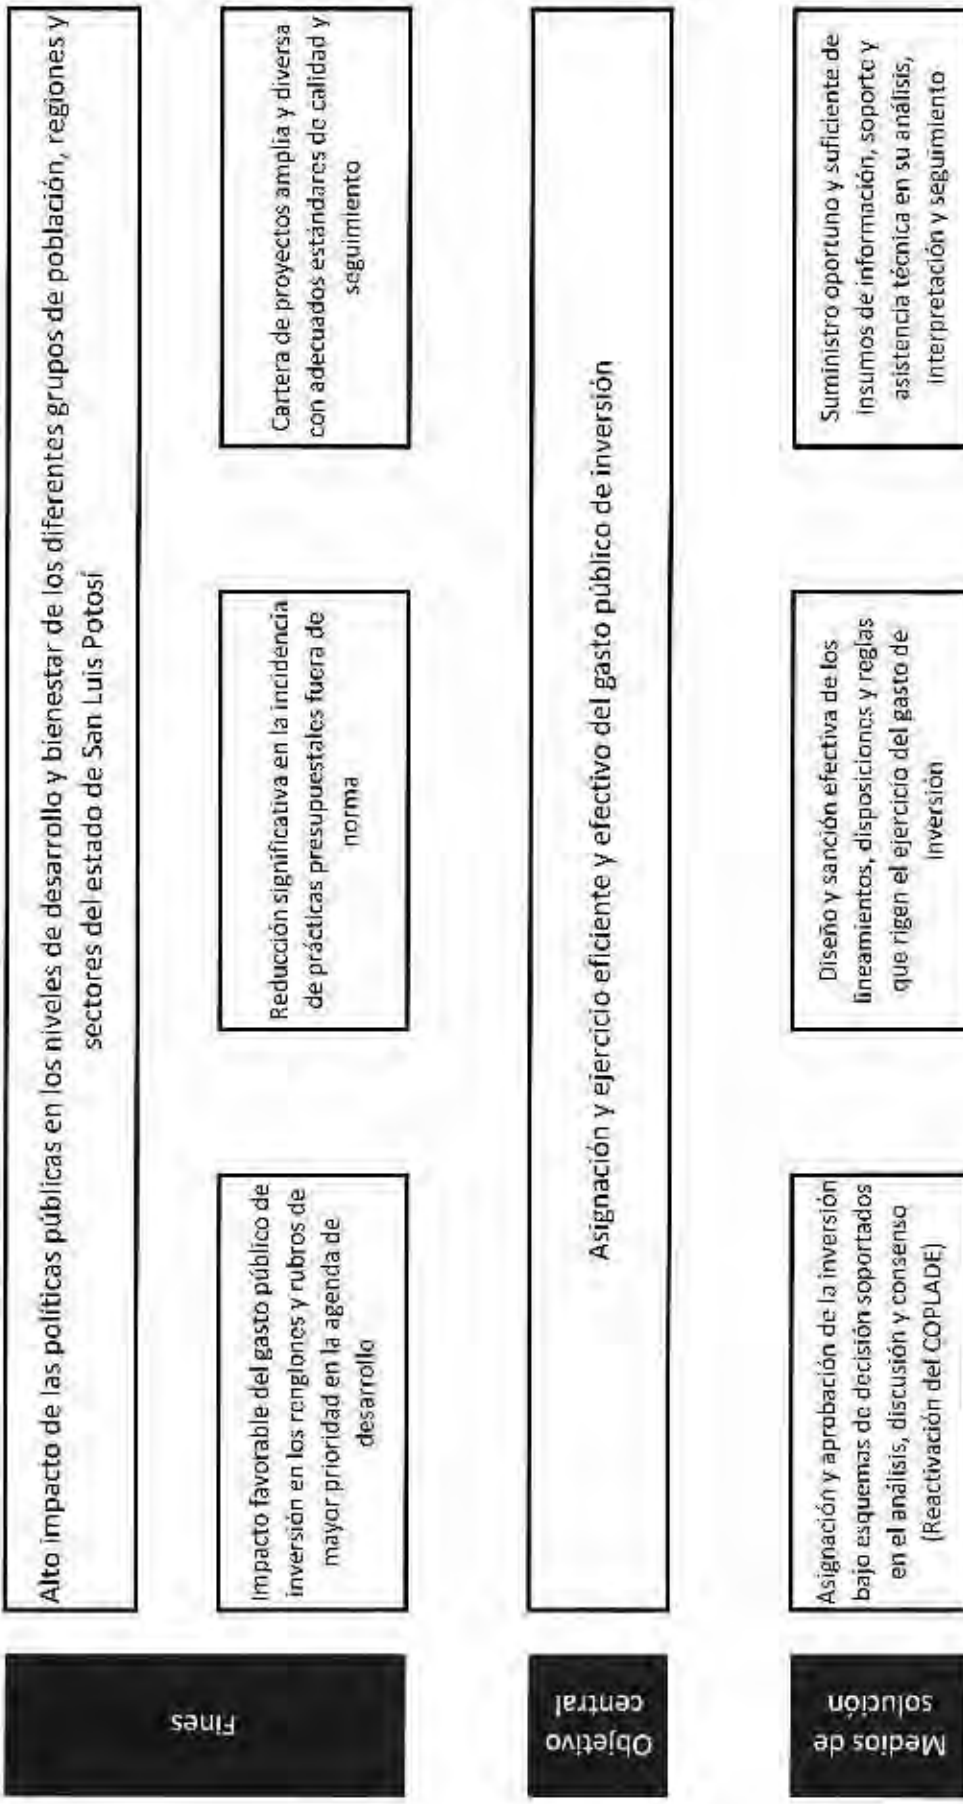 Fines
Alto impacto de las políticas públicas en los niveles de desarrollo y bienestar de los diferentes grupos de población, regiones y
sectores del estado de San Luis Potosí
Impacto favorable del gasto público de
inversión en los renglones y rubros de
mayor prioridad en la agenda de
desarrollo
Reducción significativa en la incidencia
de prácticas presupuestales fuera de
norma
Cartera de proyectos amplia y diversa
con adecuados estándares de calidad y
seguimiento
Objetivo
central
Asignación y ejercicio eficiente y efectivo del gasto público de inversión
Medios de
solución
Asignación y aprobación de la inversión
bajo esquemas de decisión soportados
en el análisis, discusión y consenso
(Reactivación del COPLADE)
Diseño y sanción efectiva de los
lineamientos, disposiciones y reglas
que rigen el ejercicio del gasto de
inversión
Suministro oportuno y suficiente de
insumos de información, soporte y
asistencia técnica en su análisis,
interpretación y seguimiento